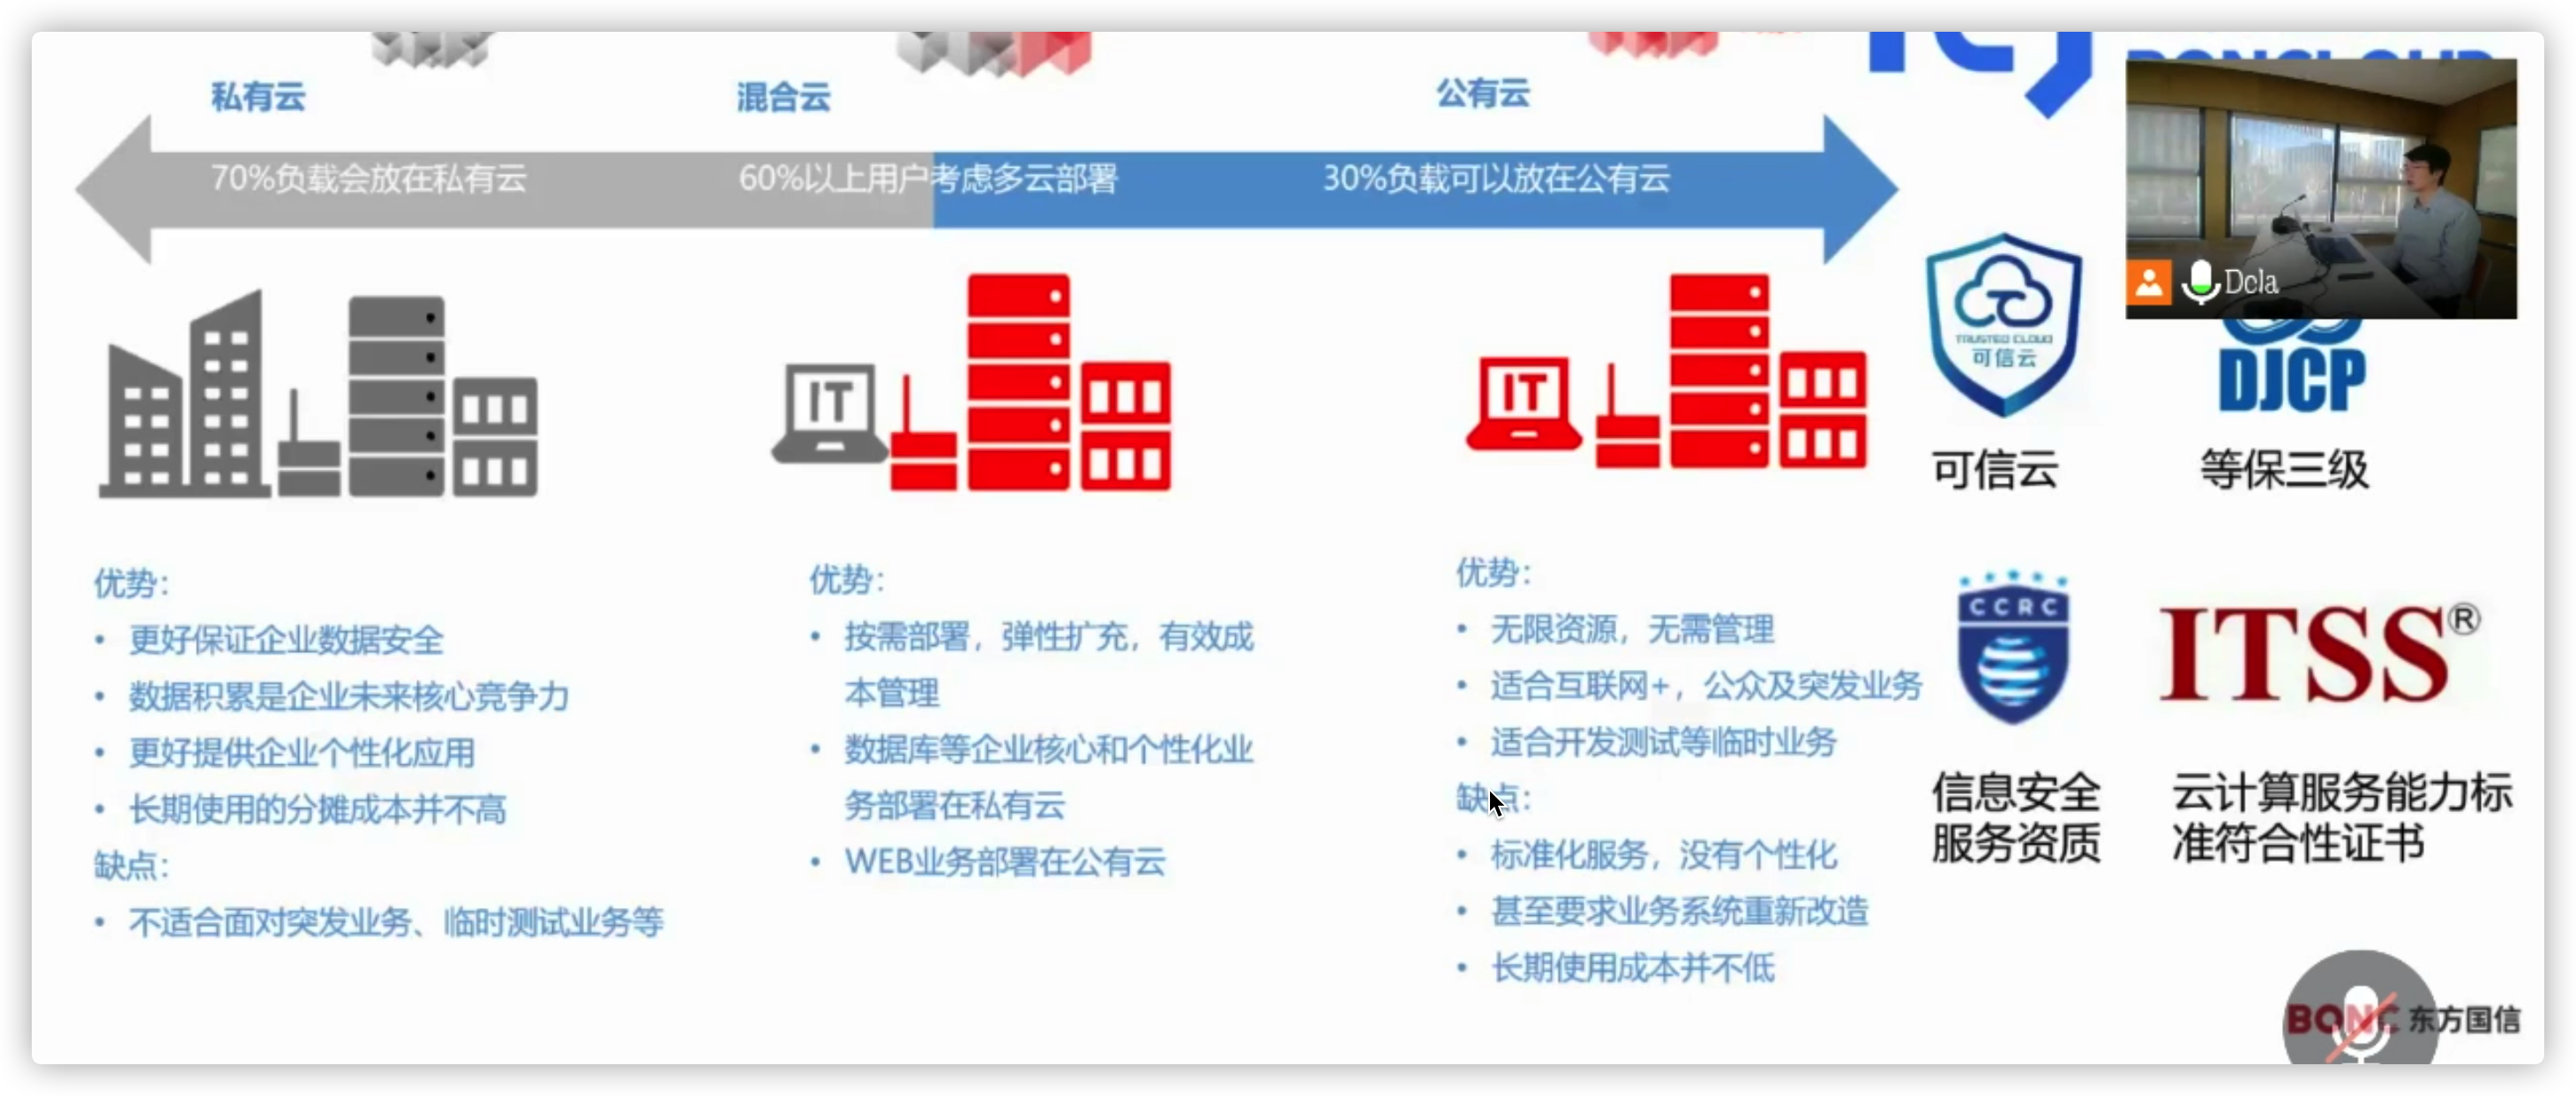 私有云
混合云
公有云
70%负载会放在私有云
60%以上用户考虑多云部署
30%负载可以放在公有云
Dcla
IT
IT
TRUSTED CLOUD
可信云
DJCP
可信云
等保三级
优势：
• 更好保证企业数据安全
• 数据积累是企业未来核心竞争力
• 更好提供企业个性化应用
• 长期使用的分摊成本并不高
缺点：
• 不适合面对突发业务、临时测试业务等
优势：
• 按需部署，弹性扩充，有效成
本管理
• 数据库等企业核心和个性化业
务部署在私有云
• WEB业务部署在公有云
优势：
• 无限资源，无需管理
• 适合互联网+，公众及突发业务
• 适合开发测试等临时业务
缺点：
• 标准化服务，没有个性化
• 甚至要求业务系统重新改造
• 长期使用成本并不低
CCRC
ITSS®
信息安全
服务资质
云计算服务能力标
准符合性证书
BONC 东方国信